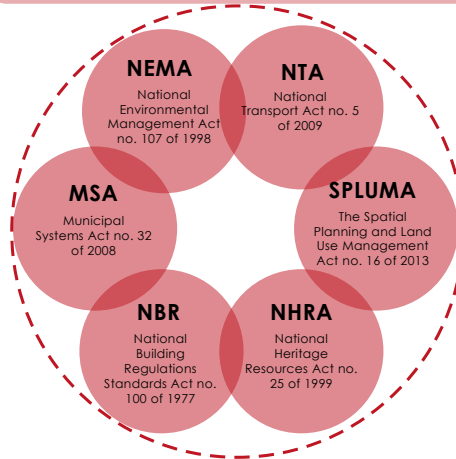 NEMA
National
Environmental
Management Act
no. 107 of 1998
NTA
National
Transport Act no. 5
of 2009
MSA
Municipal
Systems Act no. 32
of 2008
SPLUMA
The Spatial
Planning and Land
Use Management
Act no. 16 of 2013
NBR
National
Building
Regulations
Standards Act no.
100 of 1977
NHRA
National
Heritage
Resources Act no.
25 of 1999